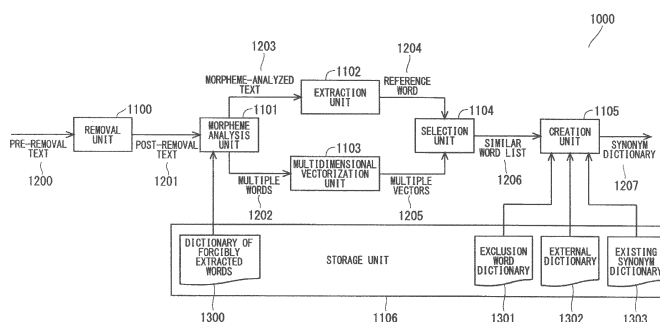 1000
1203
1204
1102
MORPHEME-ANALYZED
TEXT
EXTRACTION
UNIT
REFERENCE
WORD
1100
1101
1104
1105
REMOVAL
UNIT
MORPHEME
ANALYSIS
UNIT
SELECTION
UNIT
CREATION
UNIT
PRE-REMOVAL
TEXT
POST-REMOVAL
TEXT
1103
MULTIDIMENSIONAL
VECTORIZATION
UNIT
SIMILAR
WORD LIST
SYNONYM
DICTIONARY
1200
1201
MULTIPLE
WORDS
MULTIPLE
VECTORS
1206
1207
1202
1205
DICTIONARY OF
FORCIBLY
EXTRACTED
WORDS
STORAGE UNIT
EXCLUSION
WORD
DICTIONARY
EXTERNAL
DICTIONARY
EXISTING
SYNONYM
DICTIONARY
1300
1106
1301
1302
1303